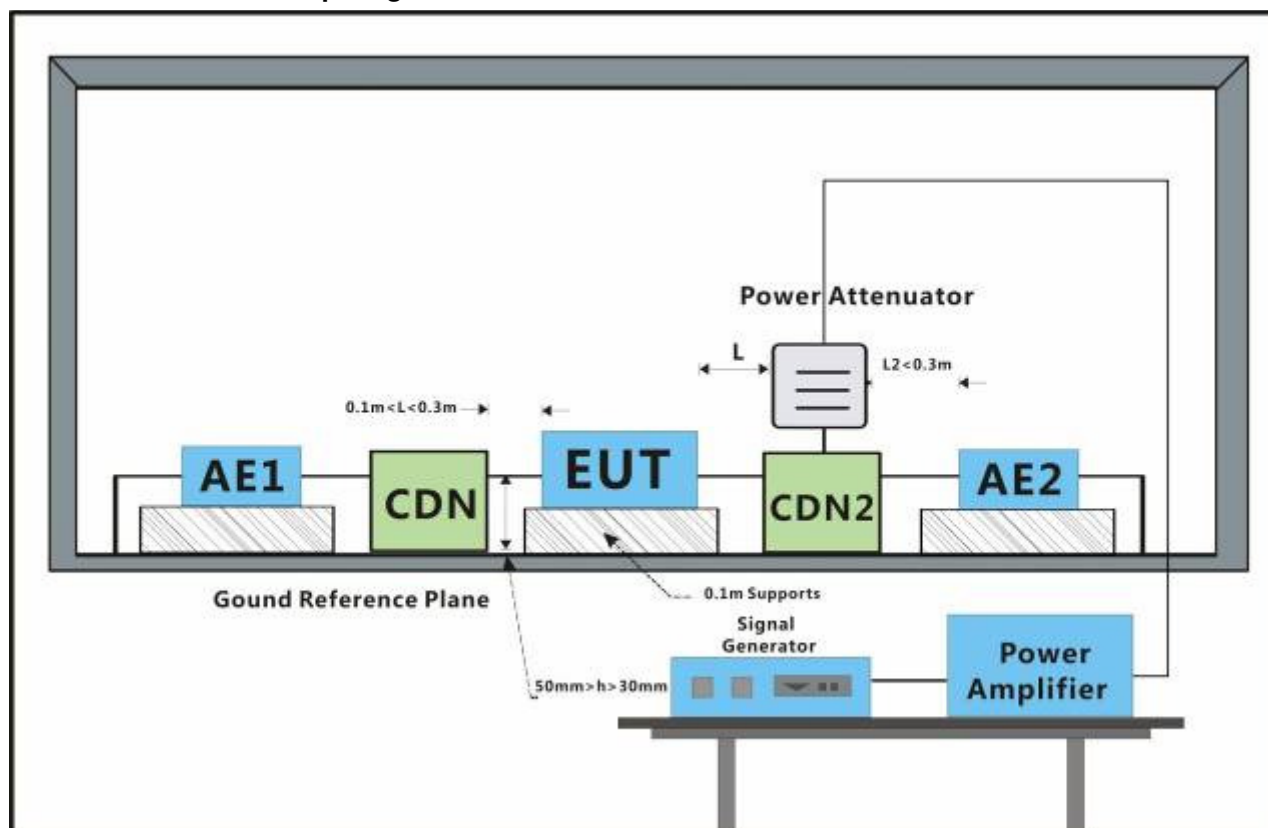 Power Attenuator
L
L2<0.3m
0.1m<L<0.3m
AE1
CDN
EUT
CDN2
AE2
Gound Reference Plane
0.1m Supports
Signal
Generator
50mm>h>30mm
Power
Amplifier